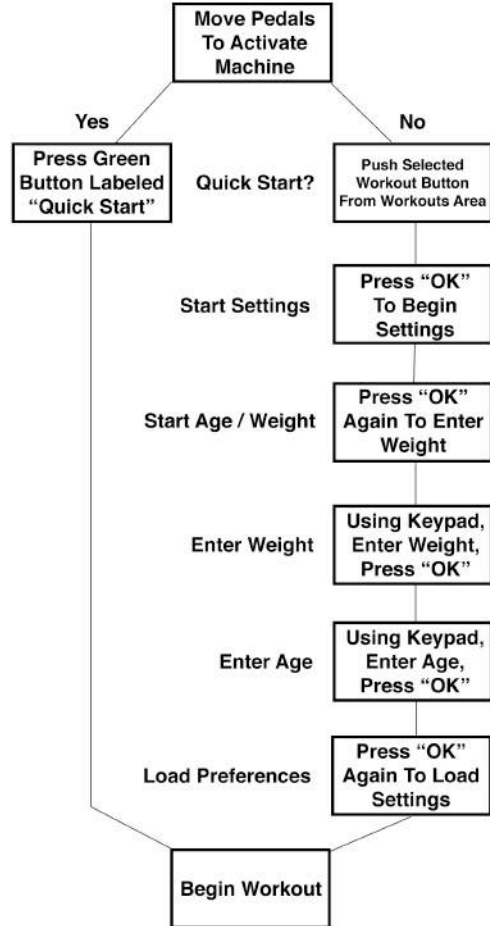 Move Pedals
To Activate
Machine
Yes
No
Press Green
Button Labeled
“Quick Start”
Quick Start?
Push Selected
Workout Button
From Workouts Area
Start Settings
Press “OK”
To Begin
Settings
Start Age / Weight
Press “OK”
Again To Enter
Weight
Enter Weight
Using Keypad,
Enter Weight,
Press “OK”
Enter Age
Using Keypad,
Enter Age,
Press “OK”
Load Preferences
Press “OK”
Again To Load
Settings
Begin Workout